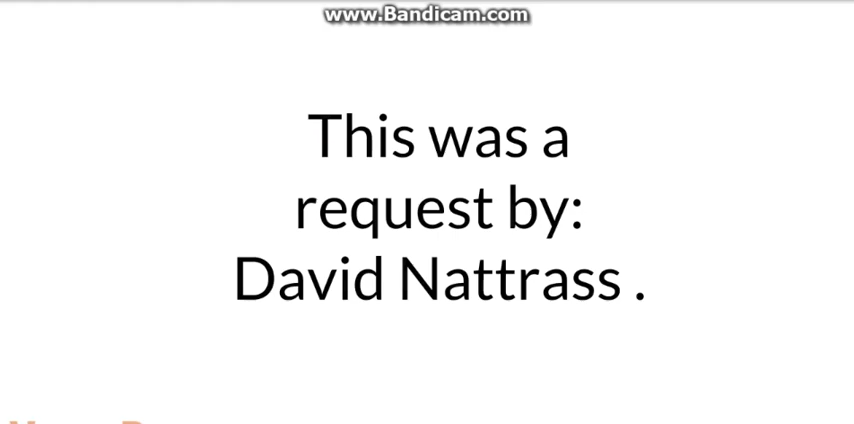 www.Bandicam.com
This was a
request by:
David Nattrass .